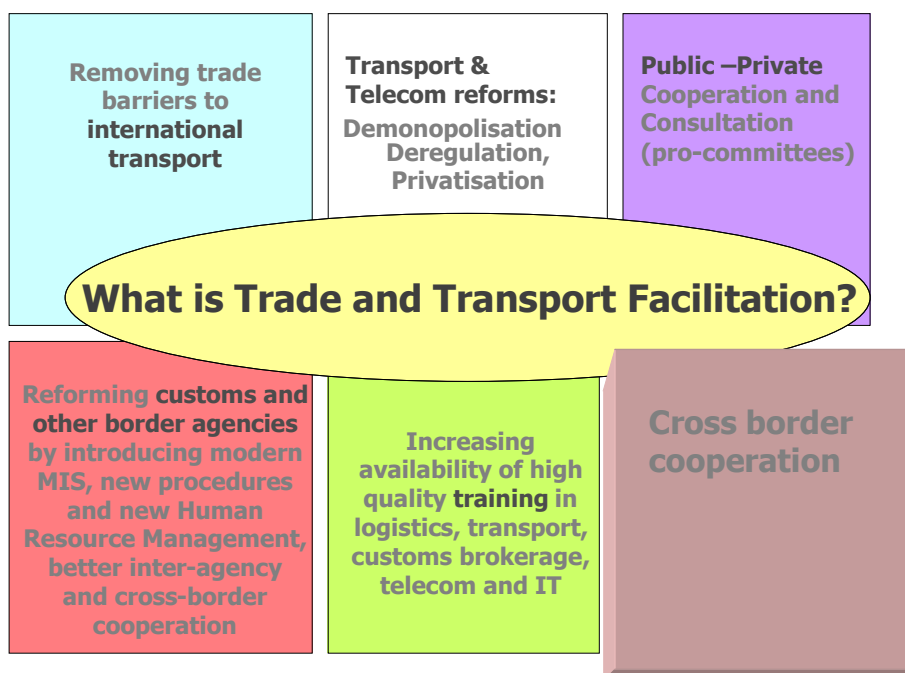 Removing trade
barriers to
international
transport
Transport &
Telecom reforms:
Demonopolisation
Deregulation,
Privatisation
Public –Private
Cooperation and
Consultation
(pro-committees)
What is Trade and Transport Facilitation?
Reforming customs and
other border agencies
by introducing modern
MIS, new procedures
and new Human
Resource Management,
better inter-agency
and cross-border
cooperation
Increasing
availability of high
quality training in
logistics, transport,
customs brokerage,
telecom and IT
Cross border
cooperation